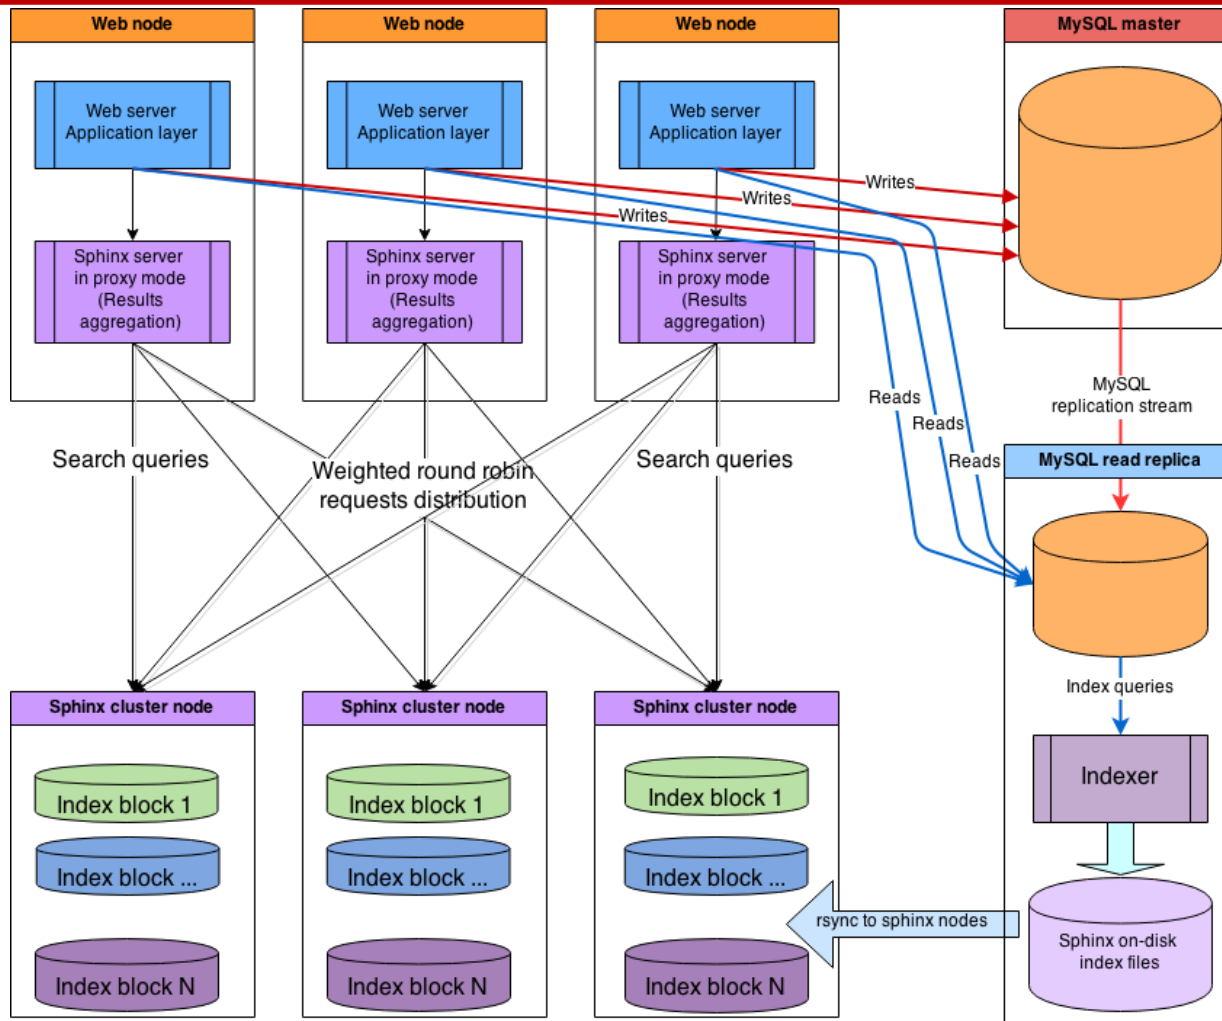 Web node
Web node
Web node
MySQL master
Web server
Application layer
Web server
Application layer
Web server
Application layer
Writes
Writes
Writes
Sphinx server
in proxy mode
(Results
aggregation)
Sphinx server
in proxy mode
(Results
aggregation)
Sphinx server
in proxy mode
(Results
aggregation)
MySQL
replication stream
Reads
Reads
Reads
Search queries
Weighted round robin
requests distribution
Search queries
MySQL read replica
Index queries
Sphinx cluster node
Sphinx cluster node
Sphinx cluster node
Index block 1
Index block ...
Index block N
Index block 1
Index block ...
Index block N
Index block 1
Index block ...
Index block N
Indexer
rsync to sphinx nodes
Sphinx on-disk
index files